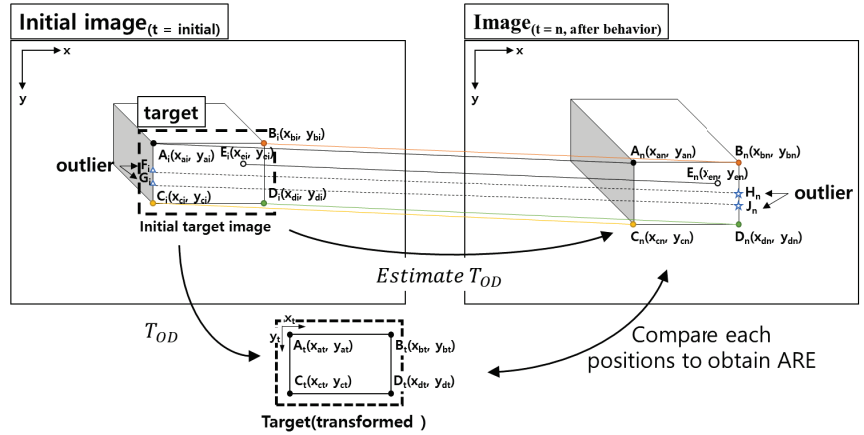 Initial image(t = initial)
Image(t = n, after behavior)
x
y
x
y
target
Bi(xbi, ybi)
Ai(xai, yai)
Ei(xei, yei)
outlier
Fi
Gi
Ci(xci, yci)
Di(xdi, ydi)
Initial target image
An(xan, yan)
Bn(xbn, ybn)
En(xen, yen)
Hn
Jn
outlier
Cn(xcn, ycn)
Dn(xdn, ydn)
Estimate TOD
TOD
xt
yt
At(xat, yat)
Bt(xbt, ybt)
Ct(xct, yct)
Dt(xdt, ydt)
Target(transformed )
Compare each
positions to obtain ARE